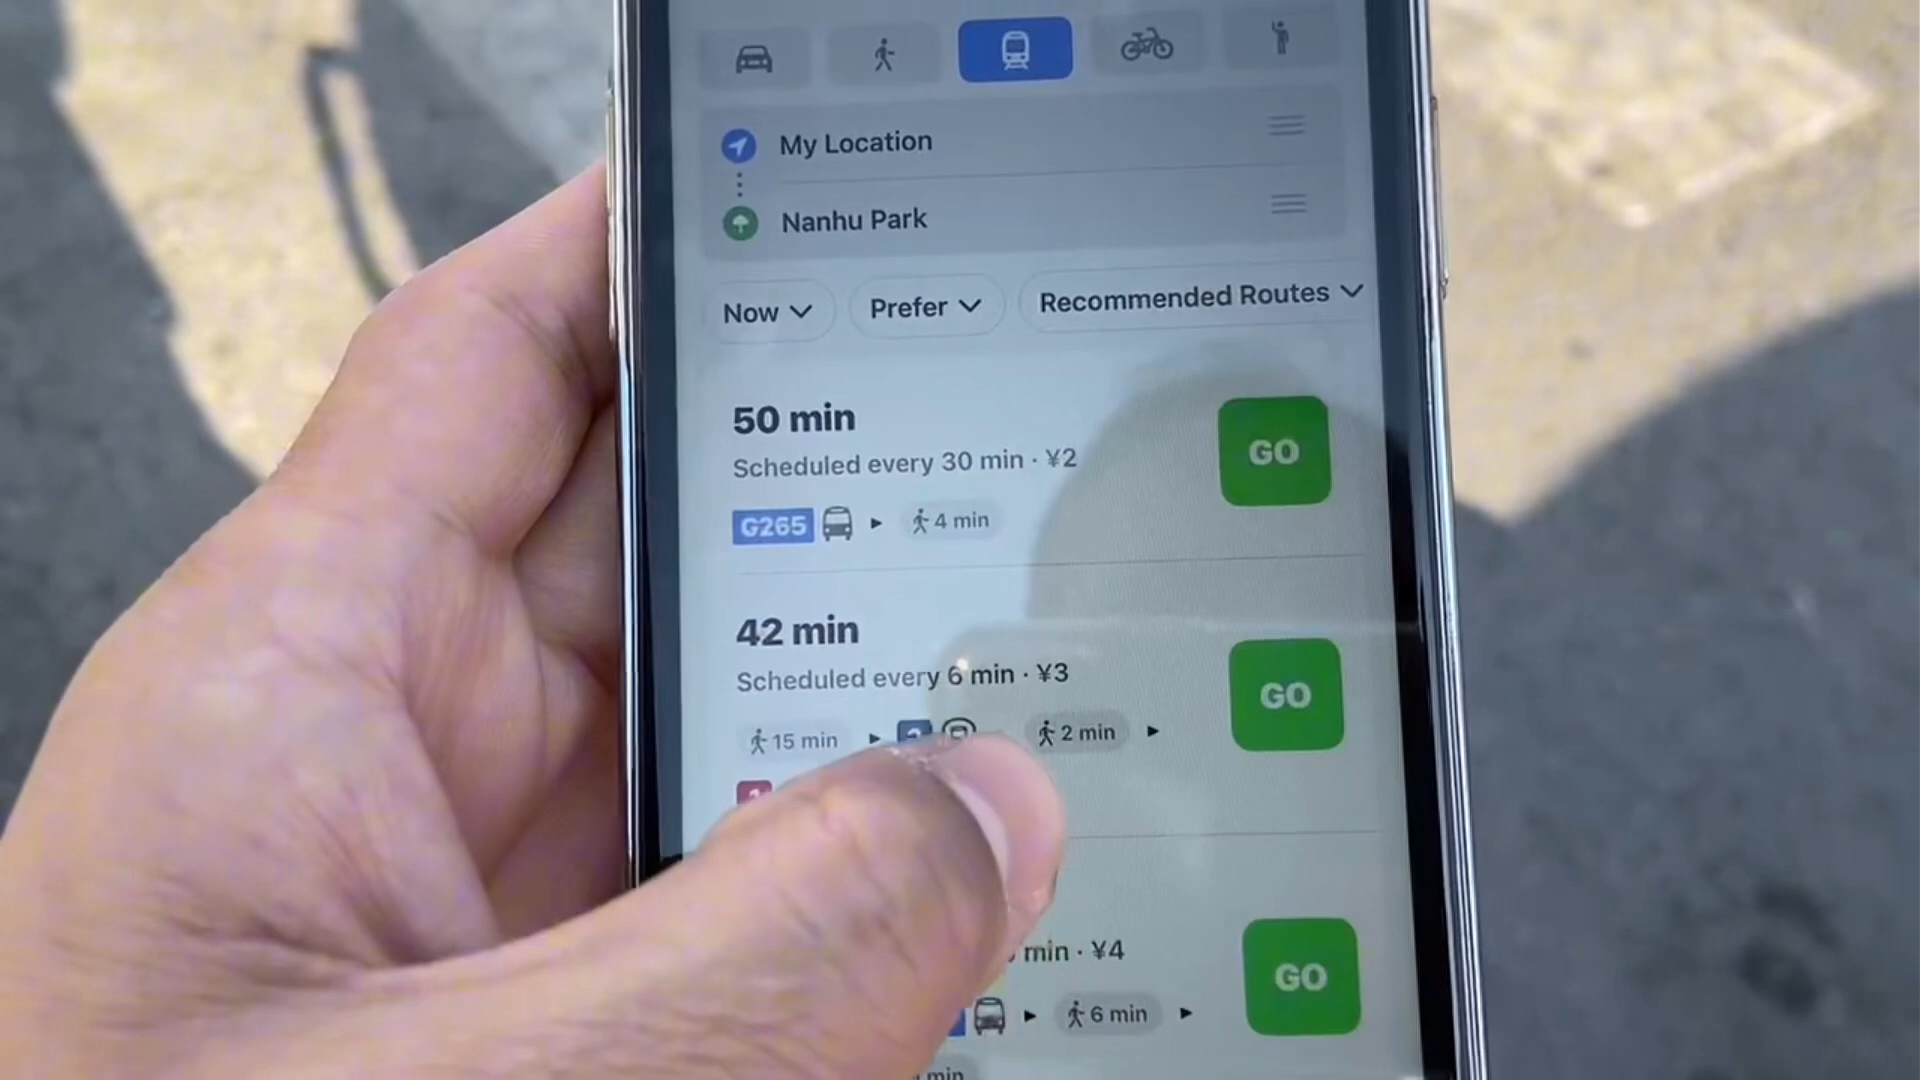 My Location
Nanhu Park
Now
Prefer
Recommended Routes
50 min
Scheduled every 30 min · ¥2
G265
4 min
GO
42 min
Scheduled every 6 min · ¥3
15 min
2 min
GO
min · ¥4
6 min
GO
min